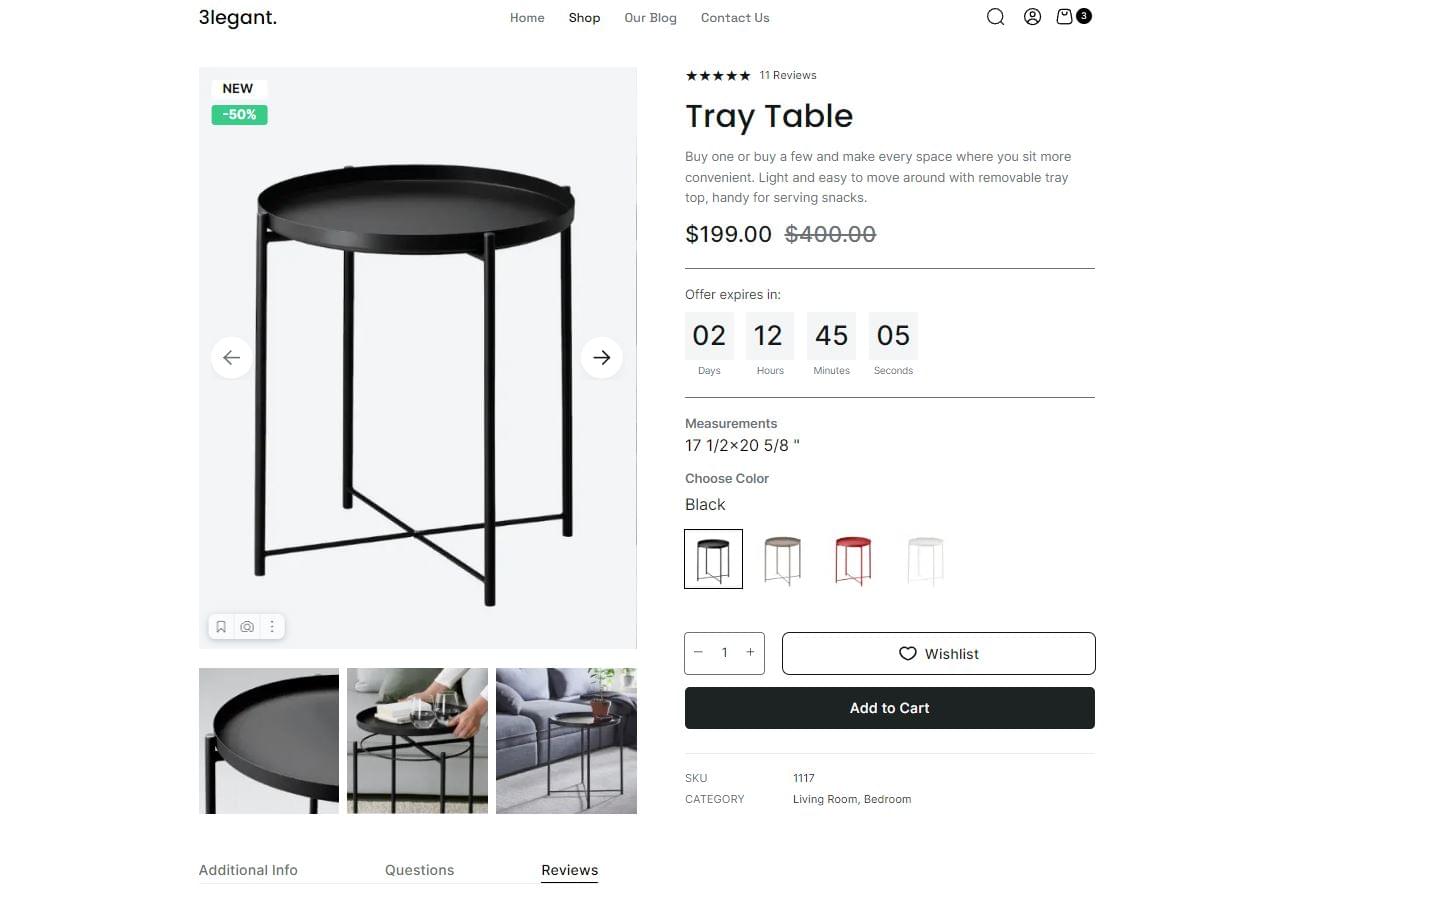 3legant.
Home Shop Our Blog Contact Us
3
NEW
-50%
★★★★★ 11 Reviews
Tray Table
Buy one or buy a few and make every space where you sit more
convenient. Light and easy to move around with removable tray
top, handy for serving snacks.
$199.00 $400.00
Offer expires in:
02 12 45 05
Days Hours Minutes Seconds
Measurements
17 1/2×20 5/8 "
Choose Color
Black
− 1 +
Wishlist
Add to Cart
SKU 1117
CATEGORY Living Room, Bedroom
Additional Info Questions Reviews